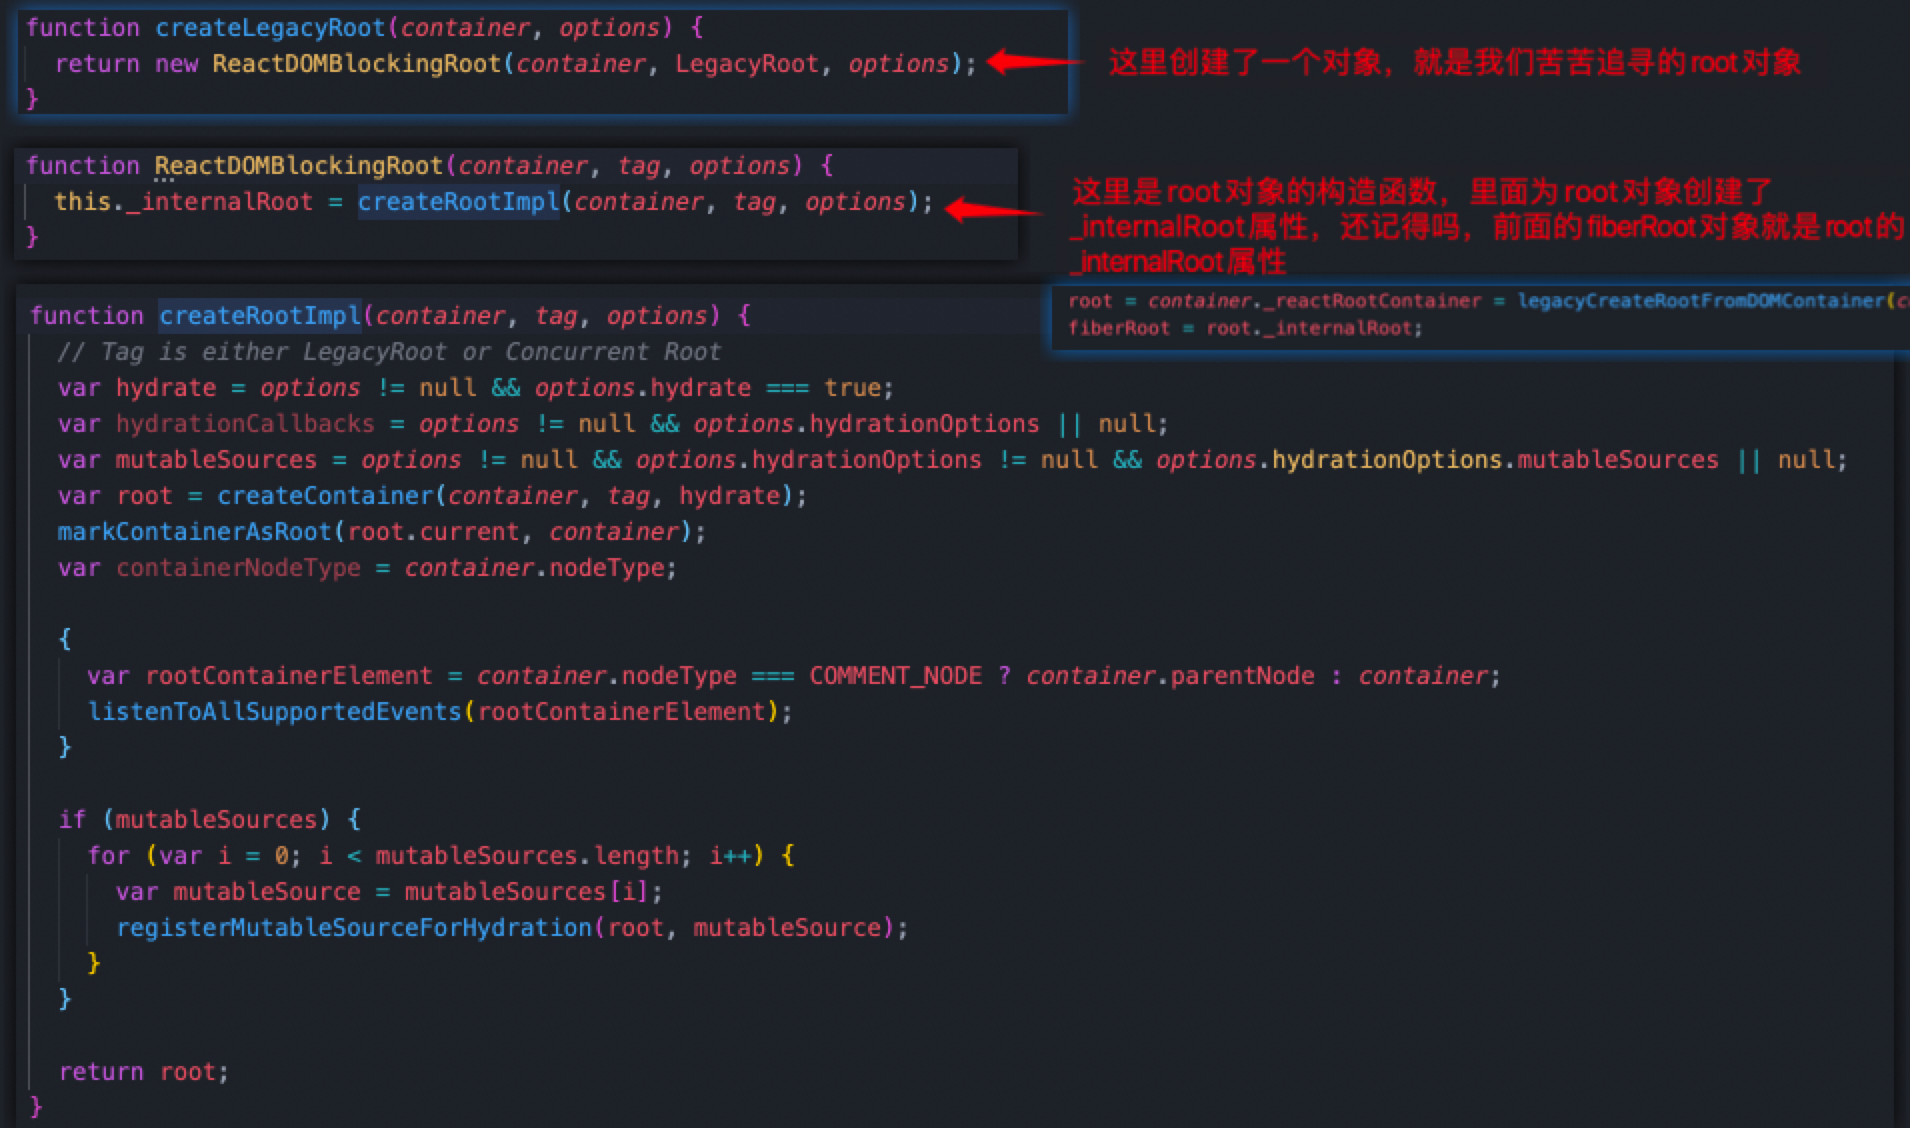 function createLegacyRoot(container, options) {
return new ReactDOMBlockingRoot(container, LegacyRoot, options);
}
这里创建了一个对象，就是我们苦苦追寻的root对象
function ReactDOMBlockingRoot(container, tag, options) {
this._internalRoot = createRootImpl(container, tag, options);
}
这里是root对象的构造函数，里面为root对象创建了
_internalRoot属性，还记得吗，前面的fiberRoot对象就是root的
_internalRoot属性
root = container._reactRootContainer = legacyCreateRootFromDOMContainer(
fiberRoot = root._internalRoot;
function createRootImpl(container, tag, options) {
// Tag is either LegacyRoot or Concurrent Root
var hydrate = options != null && options.hydrate === true;
var hydrationCallbacks = options != null && options.hydrationOptions || null;
var mutableSources = options != null && options.hydrationOptions != null && options.hydrationOptions.mutableSources || null;
var root = createContainer(container, tag, hydrate);
markContainerAsRoot(root.current, container);
var containerNodeType = container.nodeType;
{
var rootContainerElement = container.nodeType === COMMENT_NODE ? container.parentNode : container;
listenToAllSupportedEvents(rootContainerElement);
}
if (mutableSources) {
for (var i = 0; i < mutableSources.length; i++) {
var mutableSource = mutableSources[i];
registerMutableSourceForHydration(root, mutableSource);
}
}
return root;
}